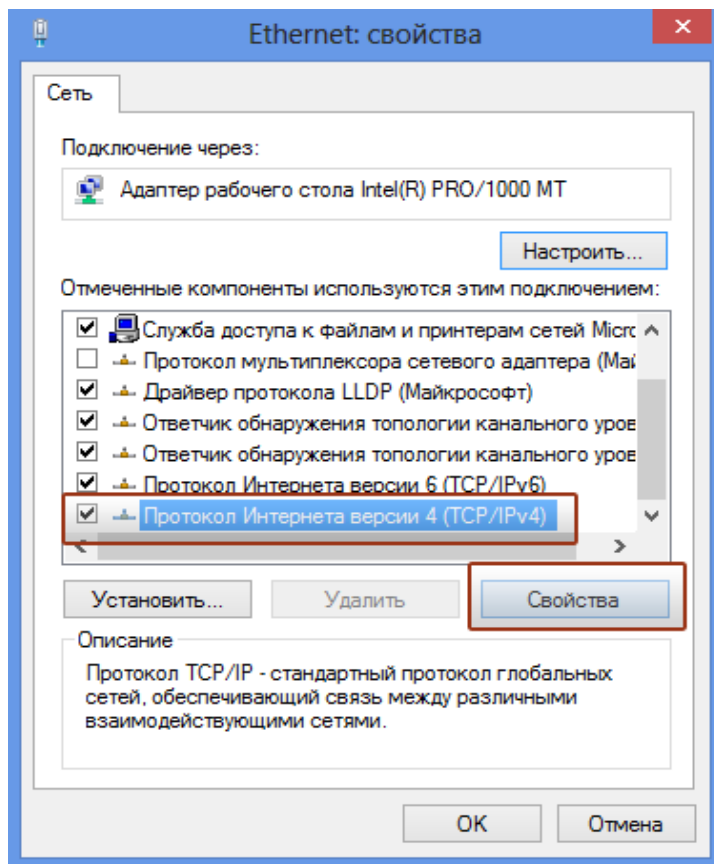 Ethernet: свойства
Сеть
Подключение через:
Адаптер рабочего стола Intel(R) PRO/1000 MT
Настроить...
Отмеченные компоненты используются этим подключением:
Служба доступа к файлам и принтерам сетей Micrc
Протокол мультиплексора сетевого адаптера (Май
Драйвер протокола LLDP (Майкрософт)
Ответчик обнаружения топологии канального уров
Ответчик обнаружения топологии канального уров
Протокол Интернета версии 6 (TCP/IPv6)
Протокол Интернета версии 4 (TCP/IPv4)
Установить...
Удалить
Свойства
Описание
Протокол TCP/IP - стандартный протокол глобальных
сетей, обеспечивающий связь между различными
взаимодействующими сетями.
OK
Отмена